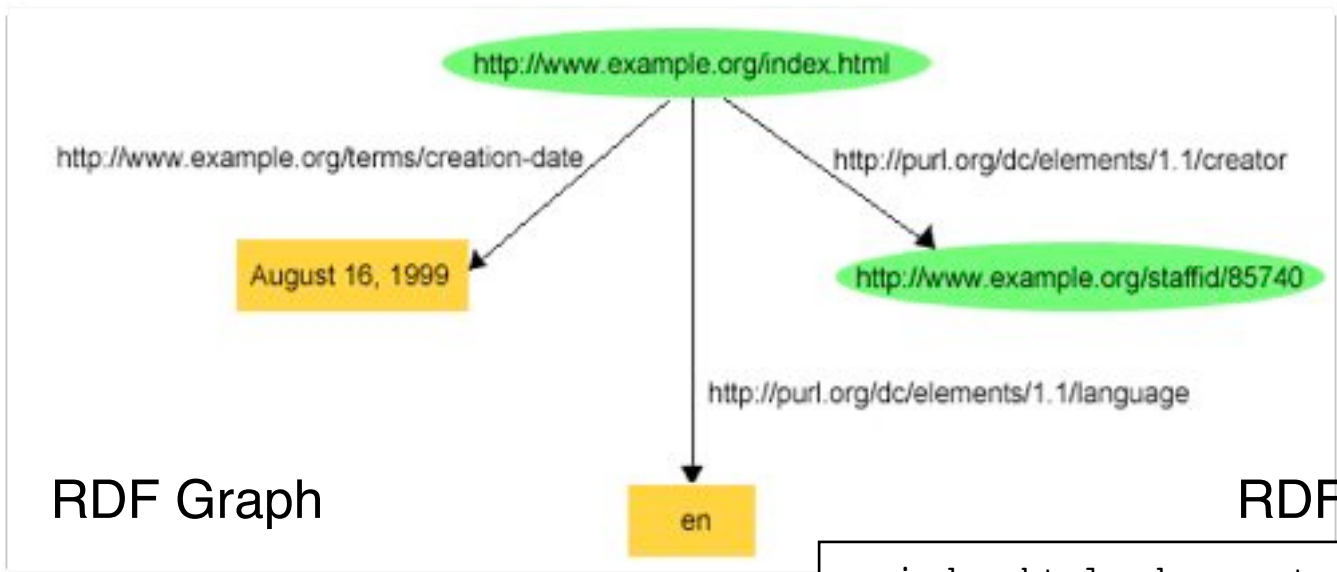 http://www.example.org/index.html
http://www.example.org/terms/creation-date
http://purl.org/dc/elements/1.1/creator
August 16, 1999
http://www.example.org/staffid/85740
http://purl.org/dc/elements/1.1/language
RDF Graph
en
RDF